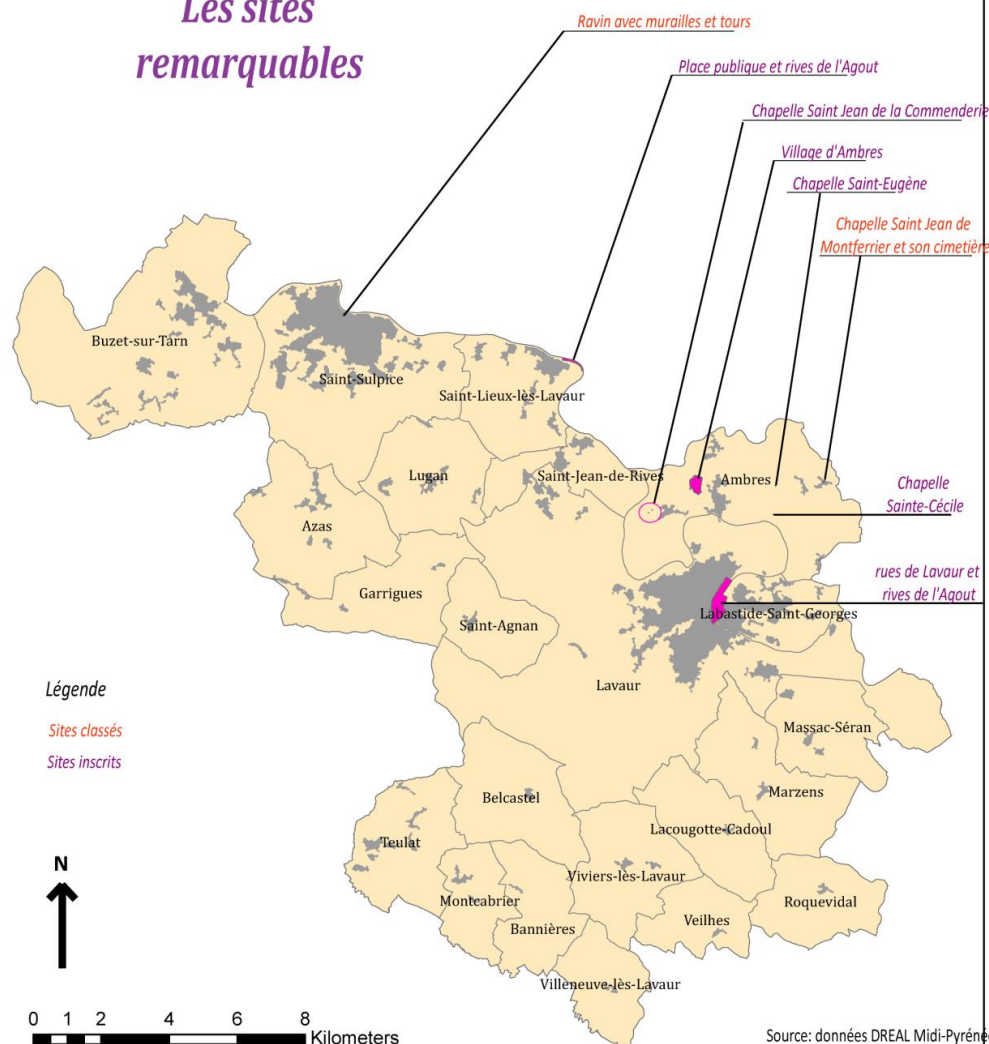 Les sites
remarquables
Ravin avec murailles et tours
Place publique et rives de l'Agout
Chapelle Saint Jean de la Commenderie
Village d'Ambres
Chapelle Saint-Eugène
Chapelle Saint Jean de
Montferrier et son cimetière
Buzet-sur-Tarn
Saint-Sulpice
Saint-Lieux-lès-Lavaur
Lugan
Saint-Jean-de-Rives
Ambres
Chapelle
Sainte-Cécile
Azas
Garrigues
rues de Lavaur et
rives de l'Agout
Labastide-Saint-Georges
Saint-Agnan
Lavaur
Légende
Sites classés
Sites inscrits
Massac-Séran
Belcastel
Marzens
Lacougotte-Cadoul
Teulat
Viviers-lès-Lavaur
Montcabrier
Roquevidal
Bannières
Veilhes
Villeneuve-lès-Lavaur
N
0 1 2 4 6 8
Kilometers
Source: données DREAL Midi-Pyréné